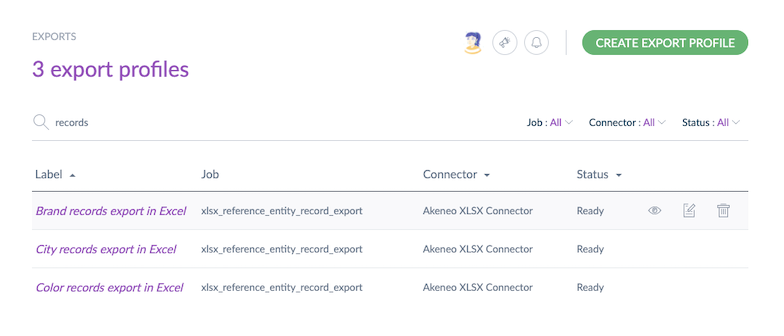 EXPORTS
CREATE EXPORT PROFILE
3 export profiles
records Job : All Connector : All Status : All
Label Job Connector Status
Brand records export in Excel xlsx_reference_entity_record_export Akeneo XLSX Connector Ready
City records export in Excel xlsx_reference_entity_record_export Akeneo XLSX Connector Ready
Color records export in Excel xlsx_reference_entity_record_export Akeneo XLSX Connector Ready